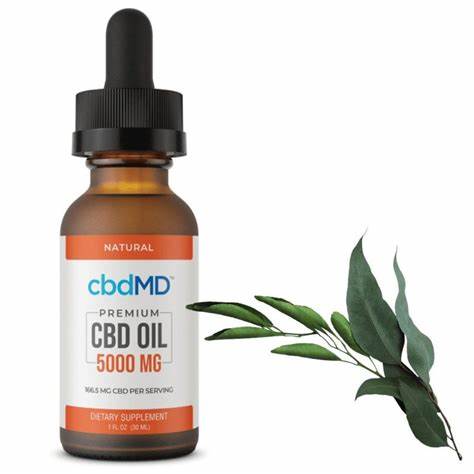 NATURAL
cbdMD™
PREMIUM
CBD OIL
5000 MG
166.5 MG CBD PER SERVING
DIETARY SUPPLEMENT
1 FL OZ (30 ML)